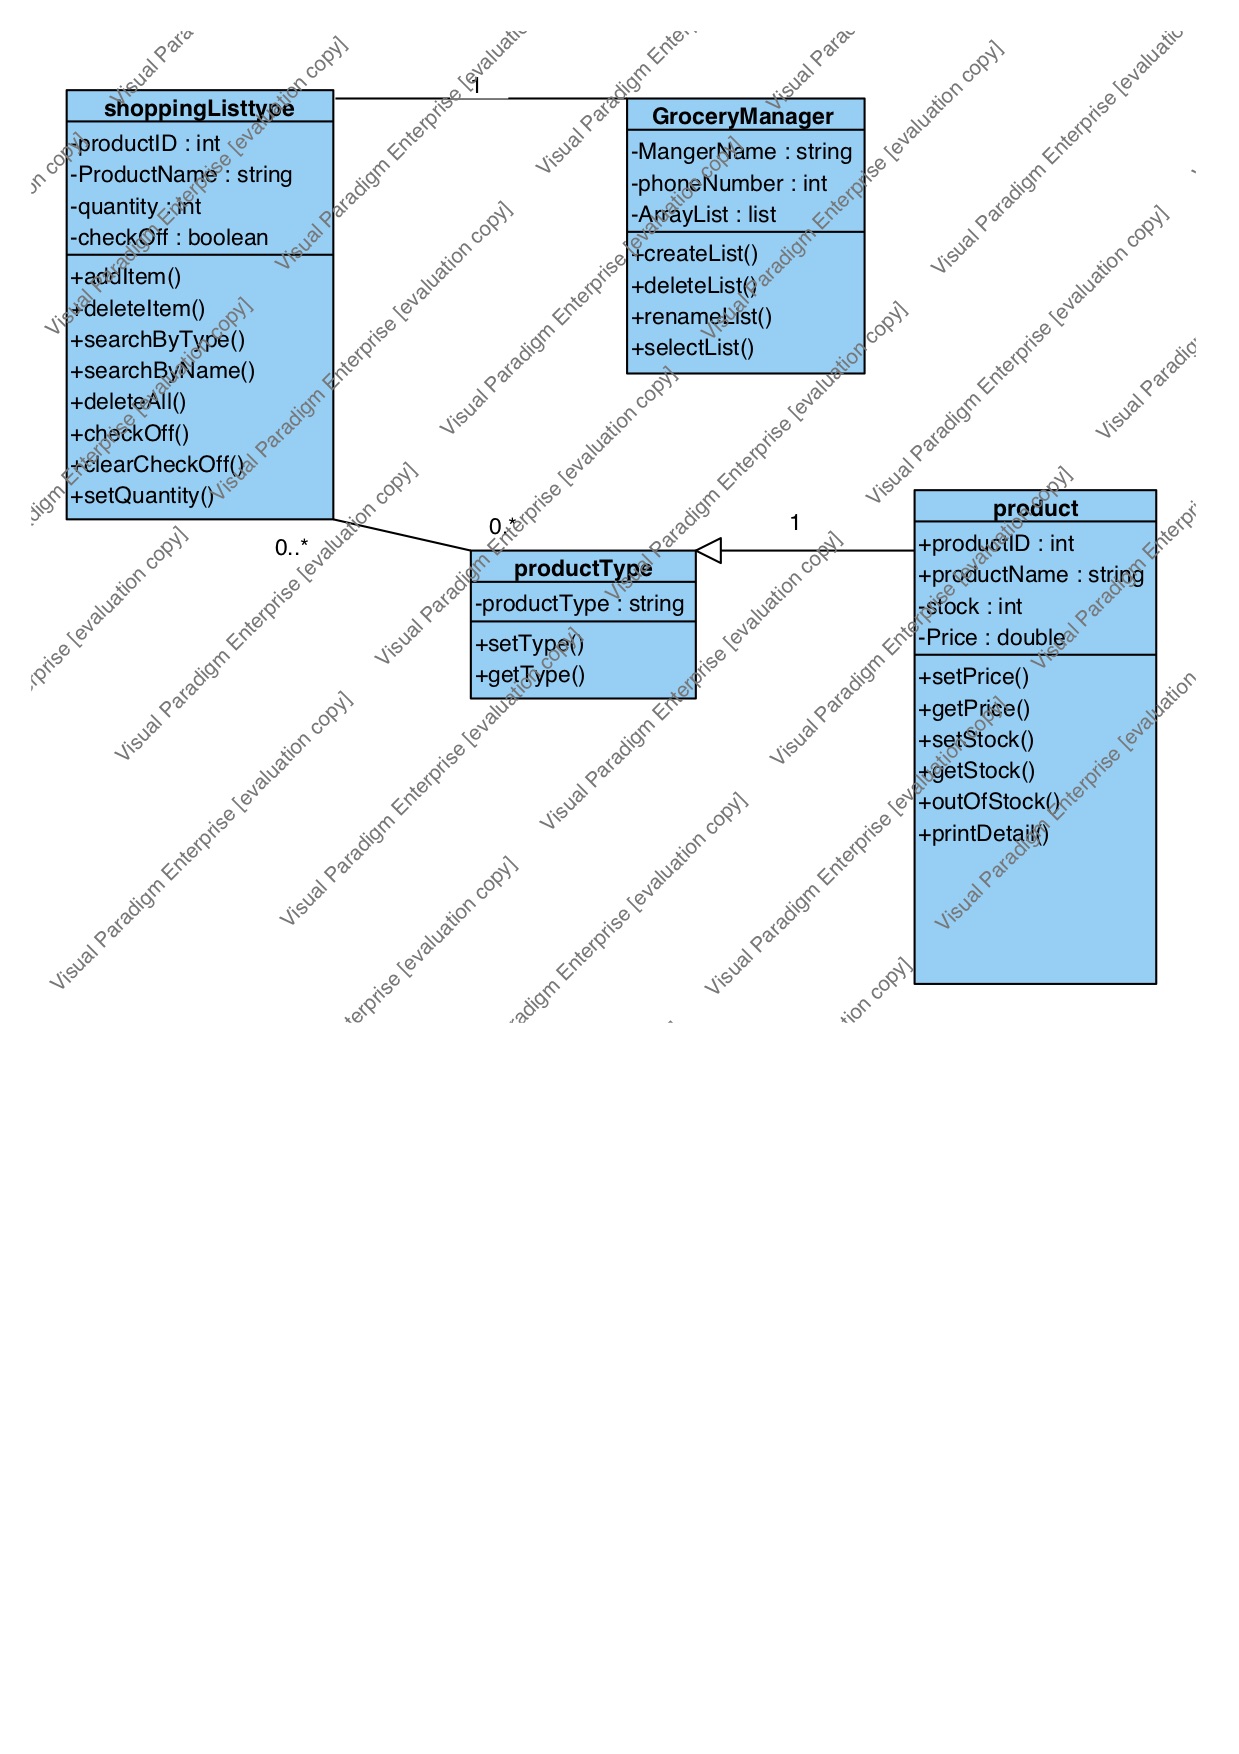 shoppingListtype
-productID : int
-ProductName : string
-quantity : int
-checkOff : boolean
+addItem()
+deleteItem()
+searchByType()
+searchByName()
+deleteAll()
+checkOff()
+clearCheckOff()
+setQuantity()
1
GroceryManager
-MangerName : string
-phoneNumber : int
-ArrayList : list
+createList()
+deleteList()
+renameList()
+selectList()
0..*
0..*
productType
-productType : string
+setType()
+getType()
1
product
+productID : int
+productName : string
-stock : int
-Price : double
+setPrice()
+getPrice()
+setStock()
+getStock()
+outOfStock()
+printDetail()
Visual Paradigm Enterprise [evaluation copy]